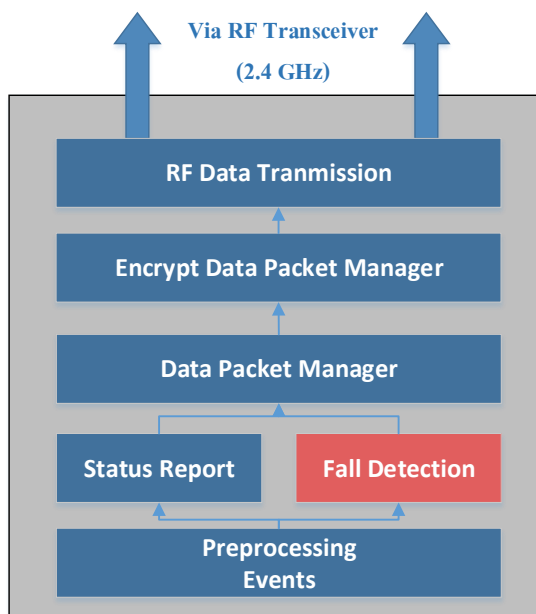 Via RF Transceiver
(2.4 GHz)
RF Data Tranmission
Encrypt Data Packet Manager
Data Packet Manager
Status Report
Fall Detection
Preprocessing
Events